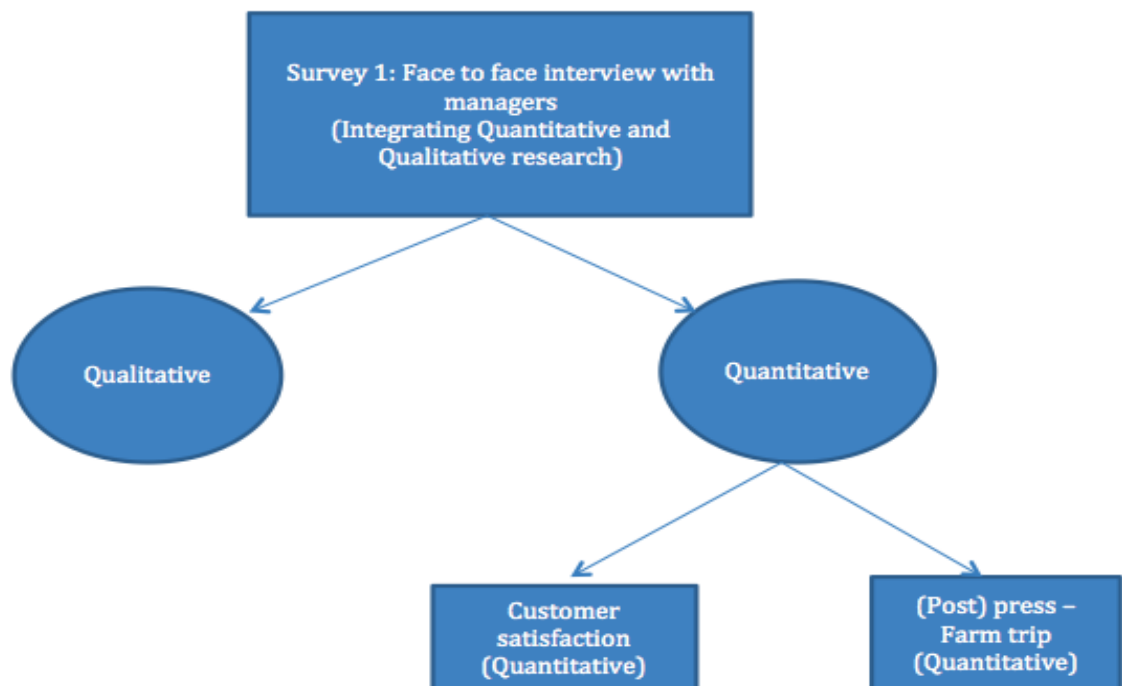 Survey 1: Face to face interview with
managers
(Integrating Quantitative and
Qualitative research)
Qualitative
Quantitative
Customer
satisfaction
(Quantitative)
(Post) press –
Farm trip
(Quantitative)